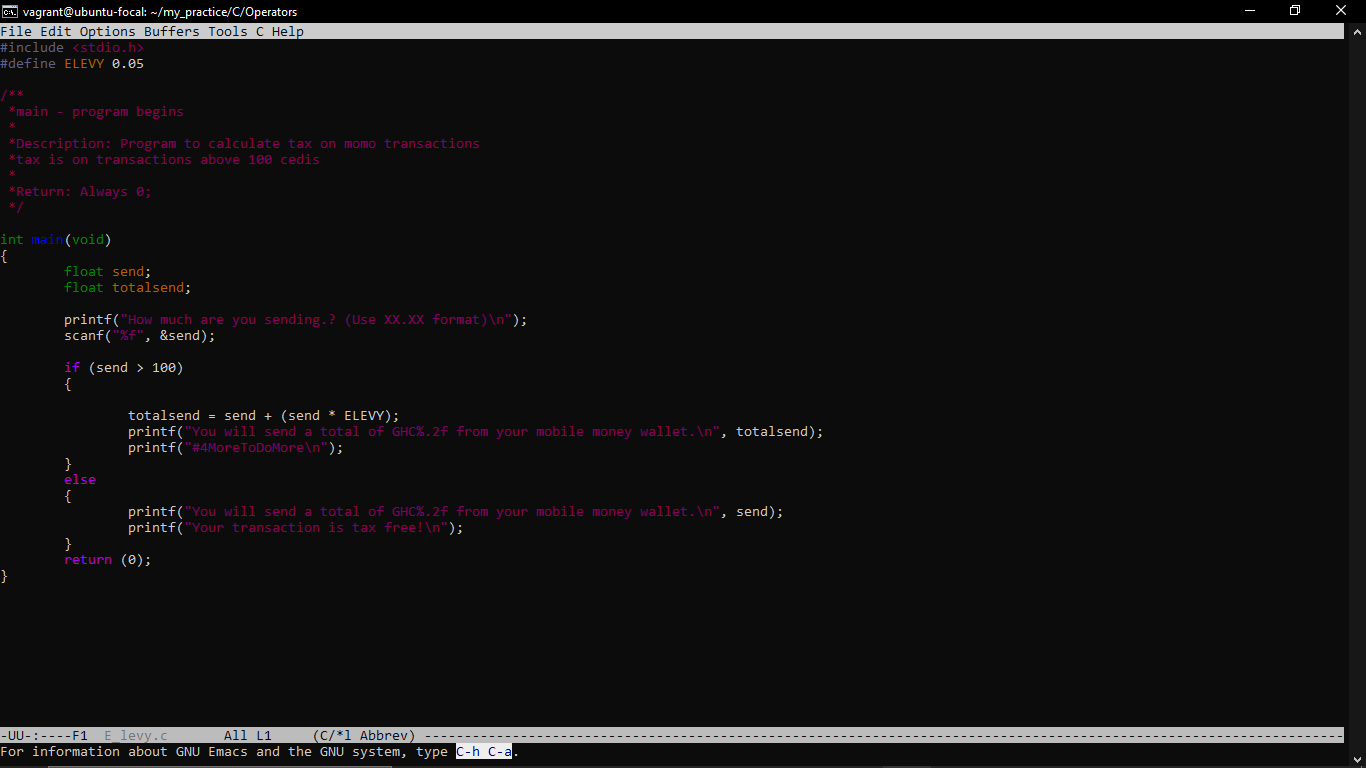 vagrant@ubuntu-focal: ~/my_practice/C/Operators
File Edit Options Buffers Tools C Help
#include <stdio.h>
#define ELEVY 0.05
/**
 *main - program begins
 *
 *Description: Program to calculate tax on momo transactions
 *tax is on transactions above 100 cedis
 *
 *Return: Always 0;
 */
int main(void)
{
        float send;
        float totalsend;
        printf("How much are you sending.? (Use XX.XX format)\n");
        scanf("%f", &send);
        if (send > 100)
        {
                totalsend = send + (send * ELEVY);
                printf("You will send a total of GHC%.2f from your mobile money wallet.\n", totalsend);
                printf("#4MoreToDoMore\n");
        }
        else
        {
                printf("You will send a total of GHC%.2f from your mobile money wallet.\n", send);
                printf("Your transaction is tax free!\n");
        }
        return (0);
}
-UU-:----F1  E_levy.c       All L1     (C/*l Abbrev) ----------------------------------------------------------------------
For information about GNU Emacs and the GNU system, type C-h C-a.